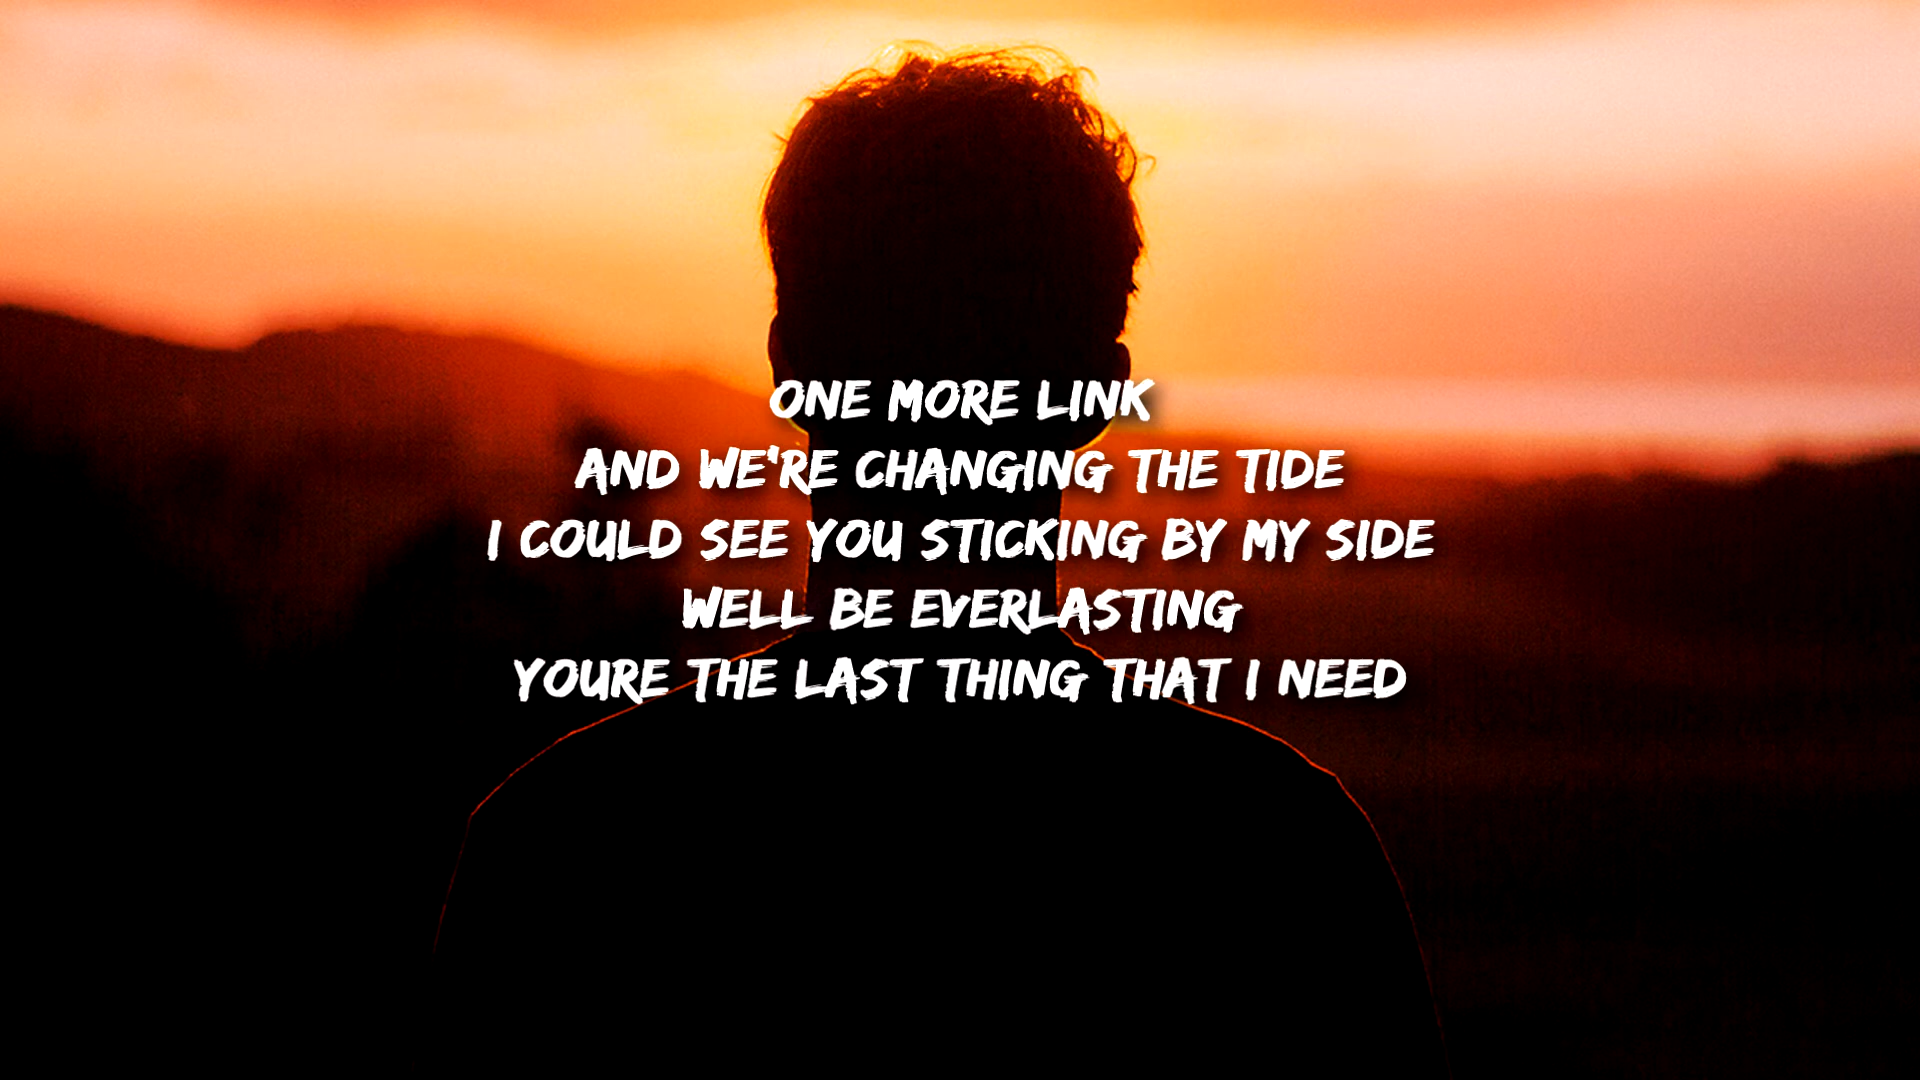 ONE MORE LINK
AND WE'RE CHANGING THE TIDE
I COULD SEE YOU STICKING BY MY SIDE
WELL BE EVERLASTING
YOURE THE LAST THING THAT I NEED